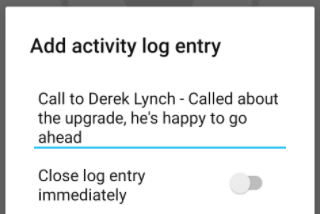 Add activity log entry
Call to Derek Lynch - Called about
the upgrade, he's happy to go
ahead
Close log entry
immediately